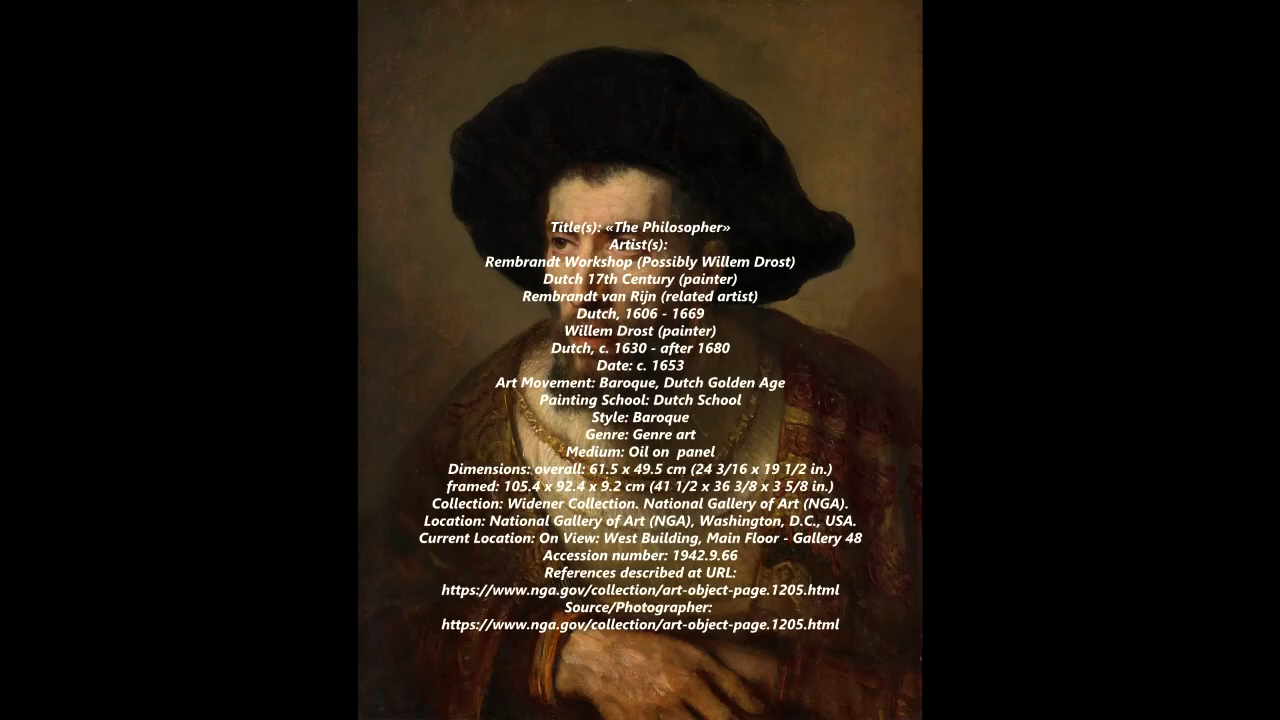 Title(s): «The Philosopher»
Artist(s):
Rembrandt Workshop (Possibly Willem Drost)
Dutch 17th Century (painter)
Rembrandt van Rijn (related artist)
Dutch, 1606 - 1669
Willem Drost (painter)
Dutch, c. 1630 - after 1680
Date: c. 1653
Art Movement: Baroque, Dutch Golden Age
Painting School: Dutch School
Style: Baroque
Genre: Genre art
Medium: Oil on  panel
Dimensions: overall: 61.5 x 49.5 cm (24 3/16 x 19 1/2 in.)
framed: 105.4 x 92.4 x 9.2 cm (41 1/2 x 36 3/8 x 3 5/8 in.)
Collection: Widener Collection. National Gallery of Art (NGA).
Location: National Gallery of Art (NGA), Washington, D.C., USA.
Current Location: On View: West Building, Main Floor - Gallery 48
Accession number: 1942.9.66
References described at URL:
https://www.nga.gov/collection/art-object-page.1205.html
Source/Photographer:
https://www.nga.gov/collection/art-object-page.1205.html